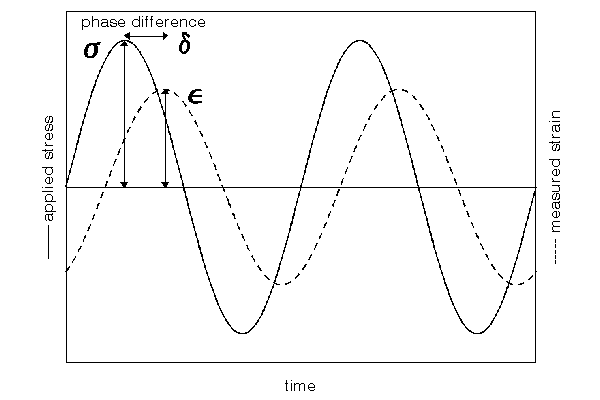 phase difference
σ
δ
ϵ
applied stress
measured strain
time